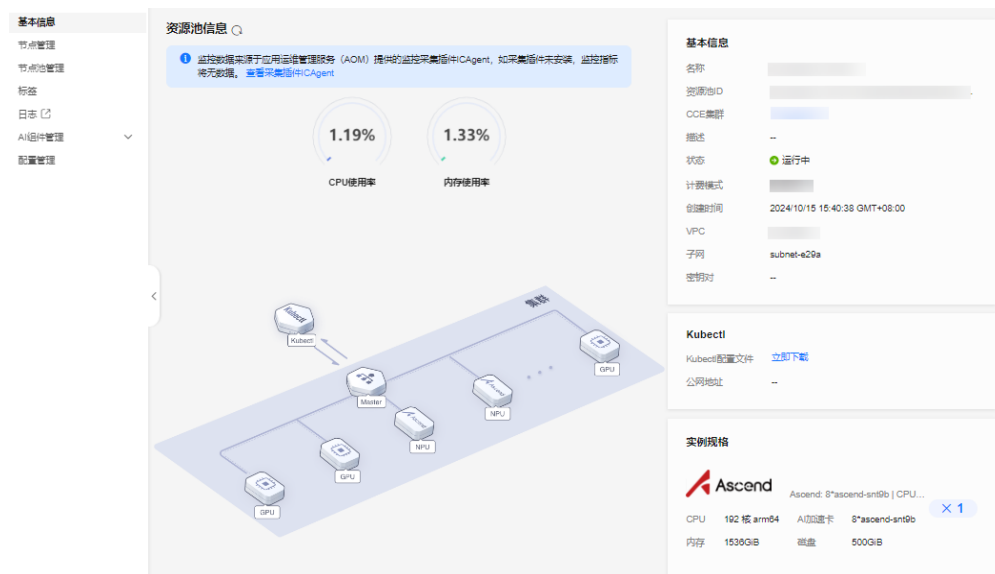 基本信息
节点管理
节点池管理
标签
日志
AI组件管理
配置管理
资源池信息
监控数据来源于应用运维管理服务（AOM）提供的监控采集插件ICAgent，如采集插件未安装，监控指标
将无数据。 查看采集插件ICAgent
1.19%
CPU使用率
1.33%
内存使用率
集群
Kubectl
Kubectl
Master
GPU
NPU
NPU
GPU
GPU
基本信息
名称
资源池ID
CCE集群
描述 --
状态 运行中
计费模式
创建时间 2024/10/15 15:40:38 GMT+08:00
VPC
子网 subnet-e29a
密钥对 --
Kubectl
Kubectl配置文件 立即下载
公网地址 --
实例规格
Ascend
Ascend: 8*ascend-snt9b | CPU...
CPU 192 核 arm64 AI加速卡 8*ascend-snt9b
× 1
内存 1536GiB 磁盘 500GiB